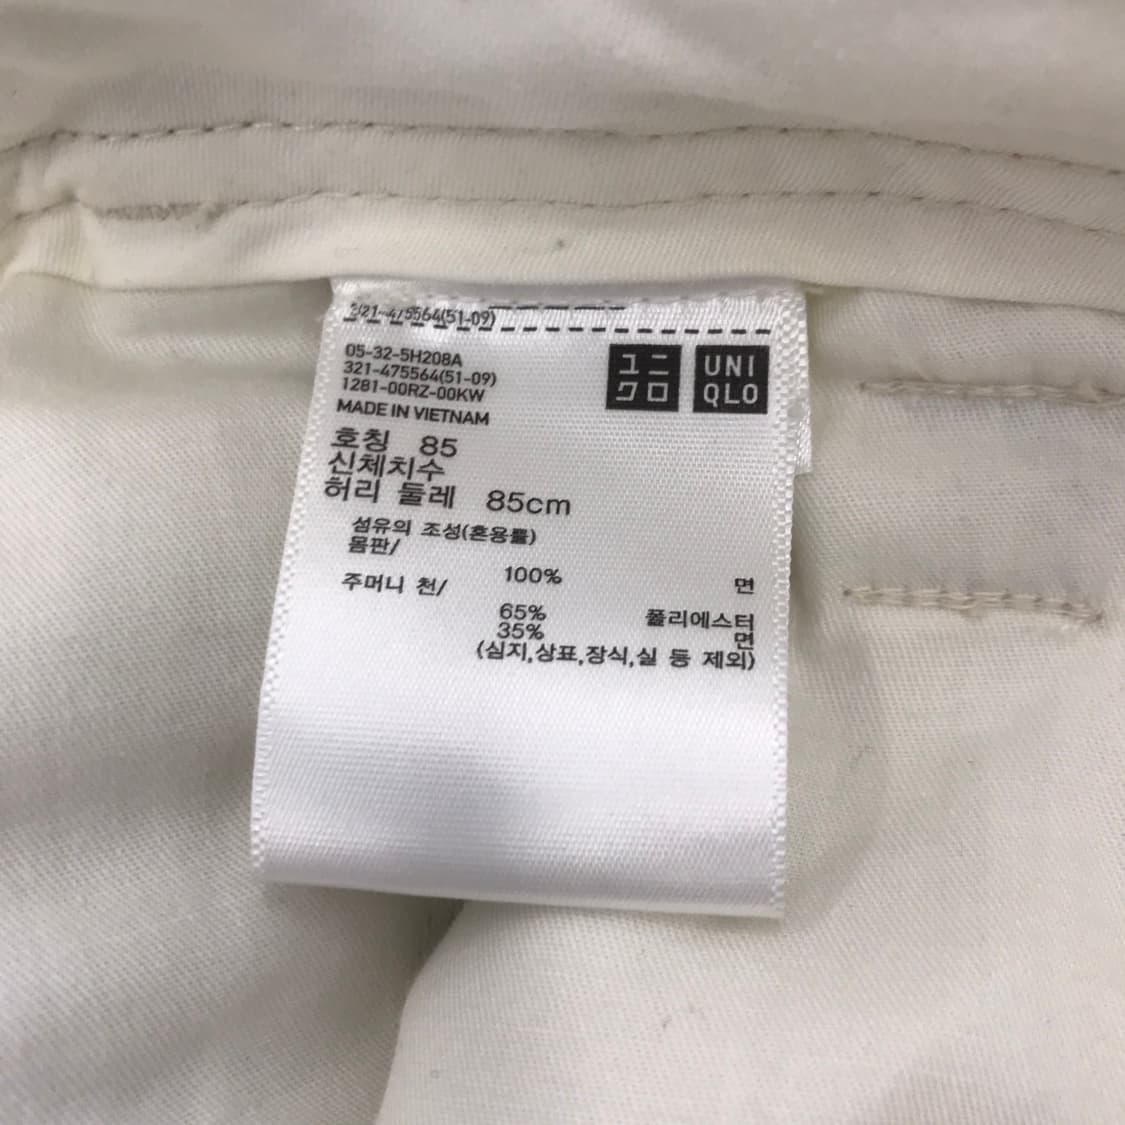 321-475564(51-09)
ユニ
クロ
UNI
QLO
05-32-5H208A
321-475564(51-09)
1281-00RZ-00KW
MADE IN VIETNAM
호칭 85
신체치수
허리 둘레 85cm
섬유의 조성(혼용률)
몸판/
100% 면
주머니 천/
65% 폴리에스터
35% 면
(심지,상표,장식,실 등 제외)